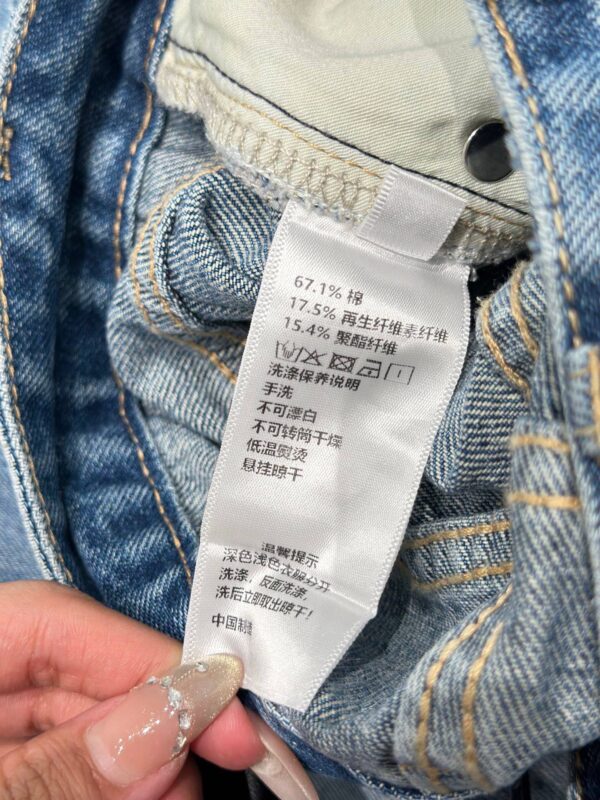 67.1% 棉
17.5% 再生纤维素纤维
15.4% 聚酯纤维
洗涤保养说明
手洗
不可漂白
不可转筒干燥
低温熨烫
悬挂晾干
温馨提示
深色浅色衣服分开
洗涤,反面洗涤,
洗后立即取出晾干!
中国制造